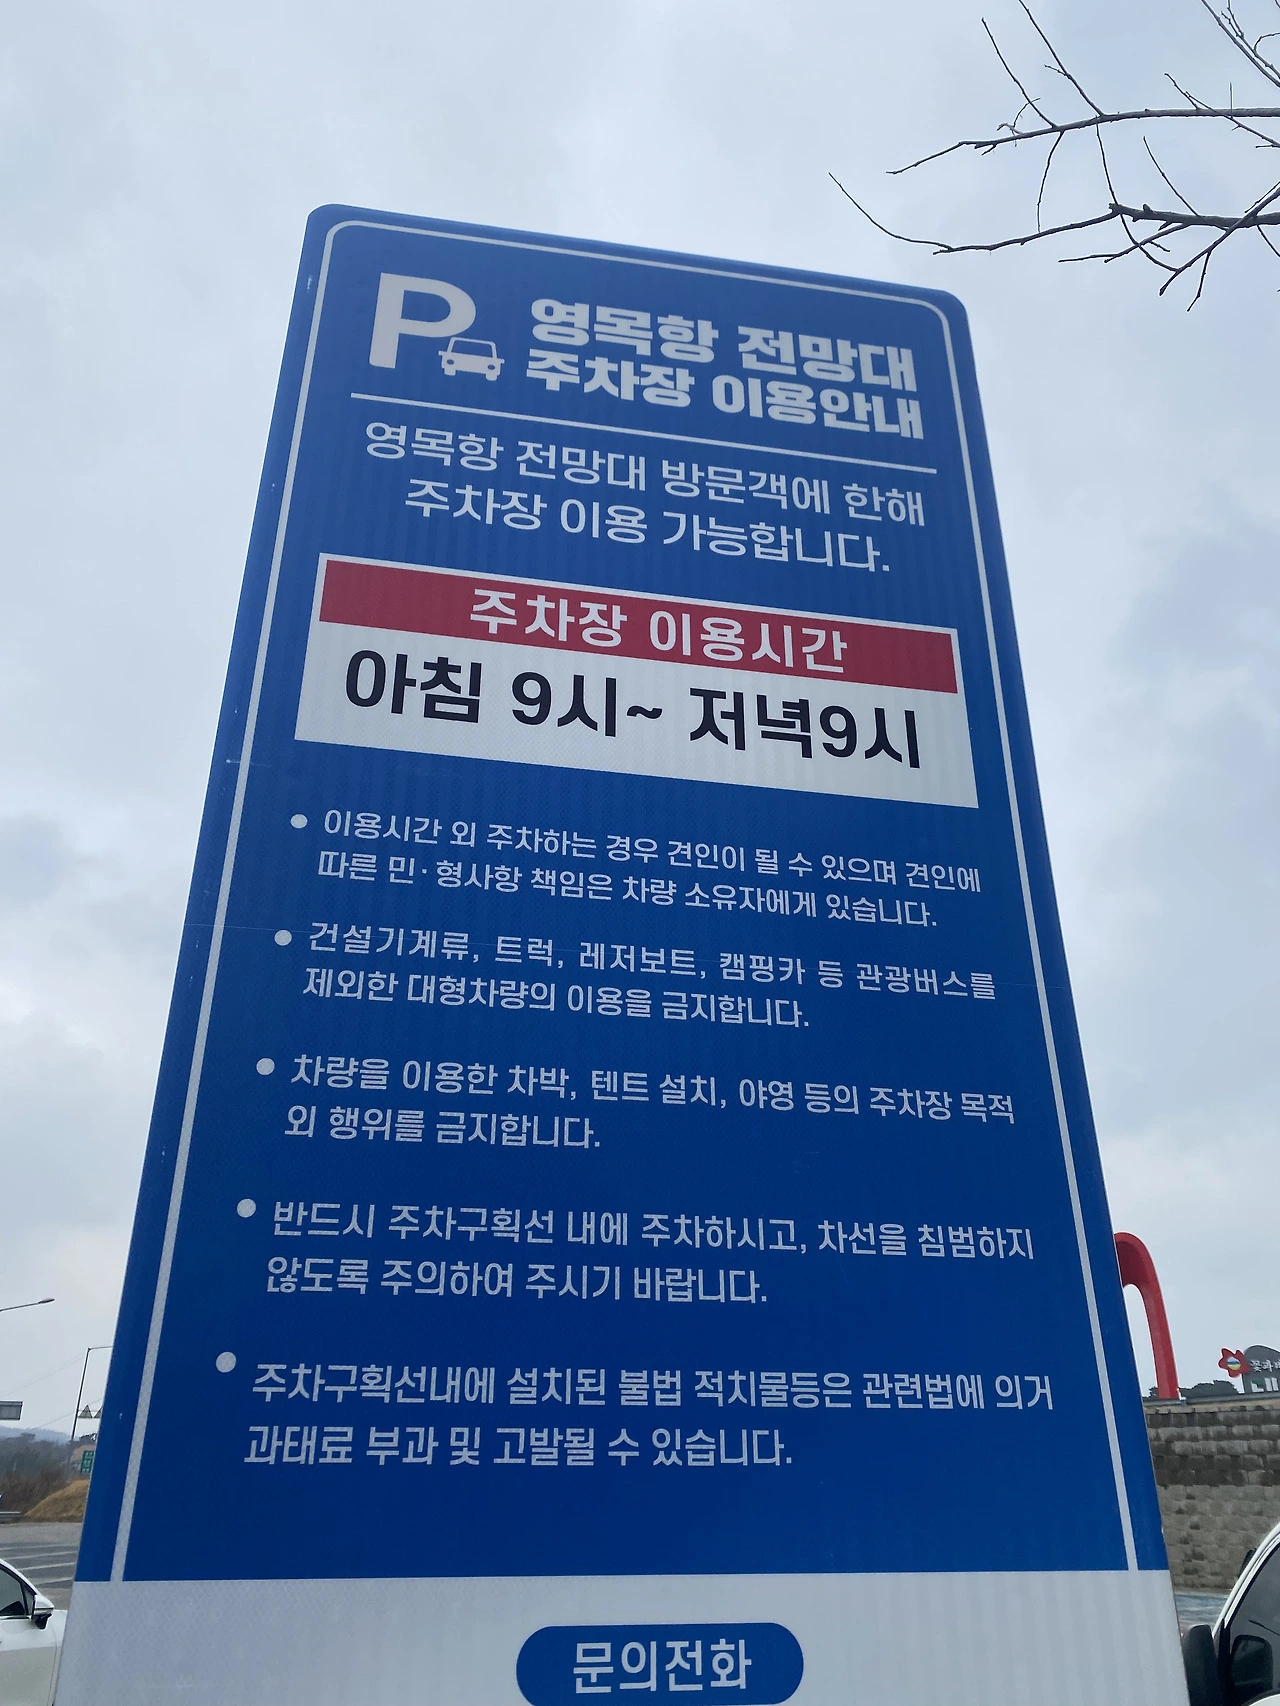 P 영목항 전망대
주차장 이용안내
영목항 전망대 방문객에 한해
주차장 이용 가능합니다.
주차장 이용시간
아침 9시~ 저녁9시
● 이용시간 외 주차하는 경우 견인이 될 수 있으며 견인에
따른 민·형사항 책임은 차량 소유자에게 있습니다.
● 건설기계류, 트럭, 레저보트, 캠핑카 등 관광버스를
제외한 대형차량의 이용을 금지합니다.
● 차량을 이용한 차박, 텐트 설치, 야영 등의 주차장 목적
외 행위를 금지합니다.
● 반드시 주차구획선 내에 주차하시고, 차선을 침범하지
않도록 주의하여 주시기 바랍니다.
● 주차구획선내에 설치된 불법 적치물등은 관련법에 의거
과태료 부과 및 고발될 수 있습니다.
문의전화